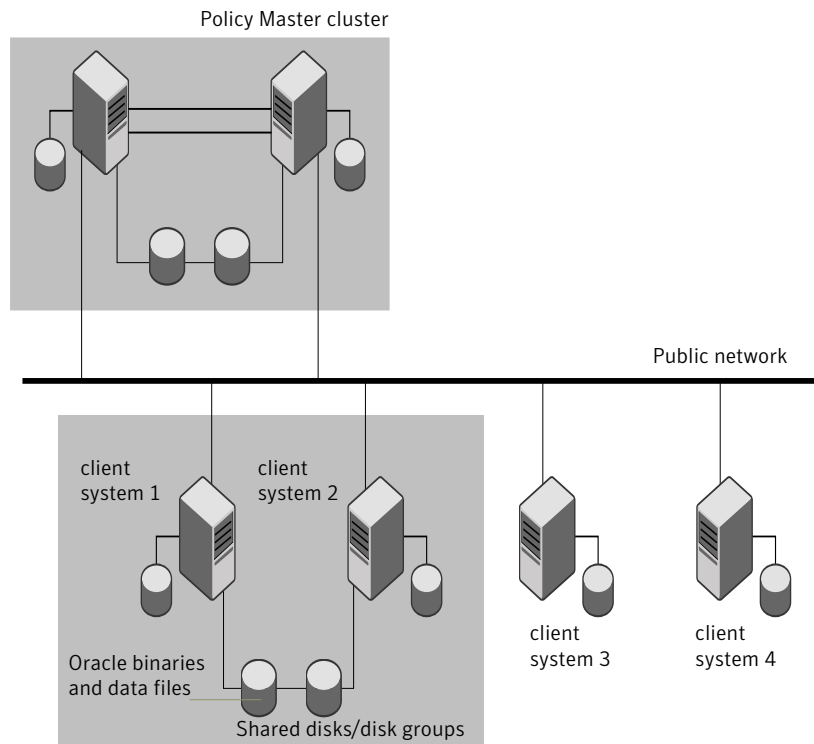 Policy Master cluster
Public network
client
system 1
client
system 2
client
system 3
client
system 4
Oracle binaries
and data files
Shared disks/disk groups